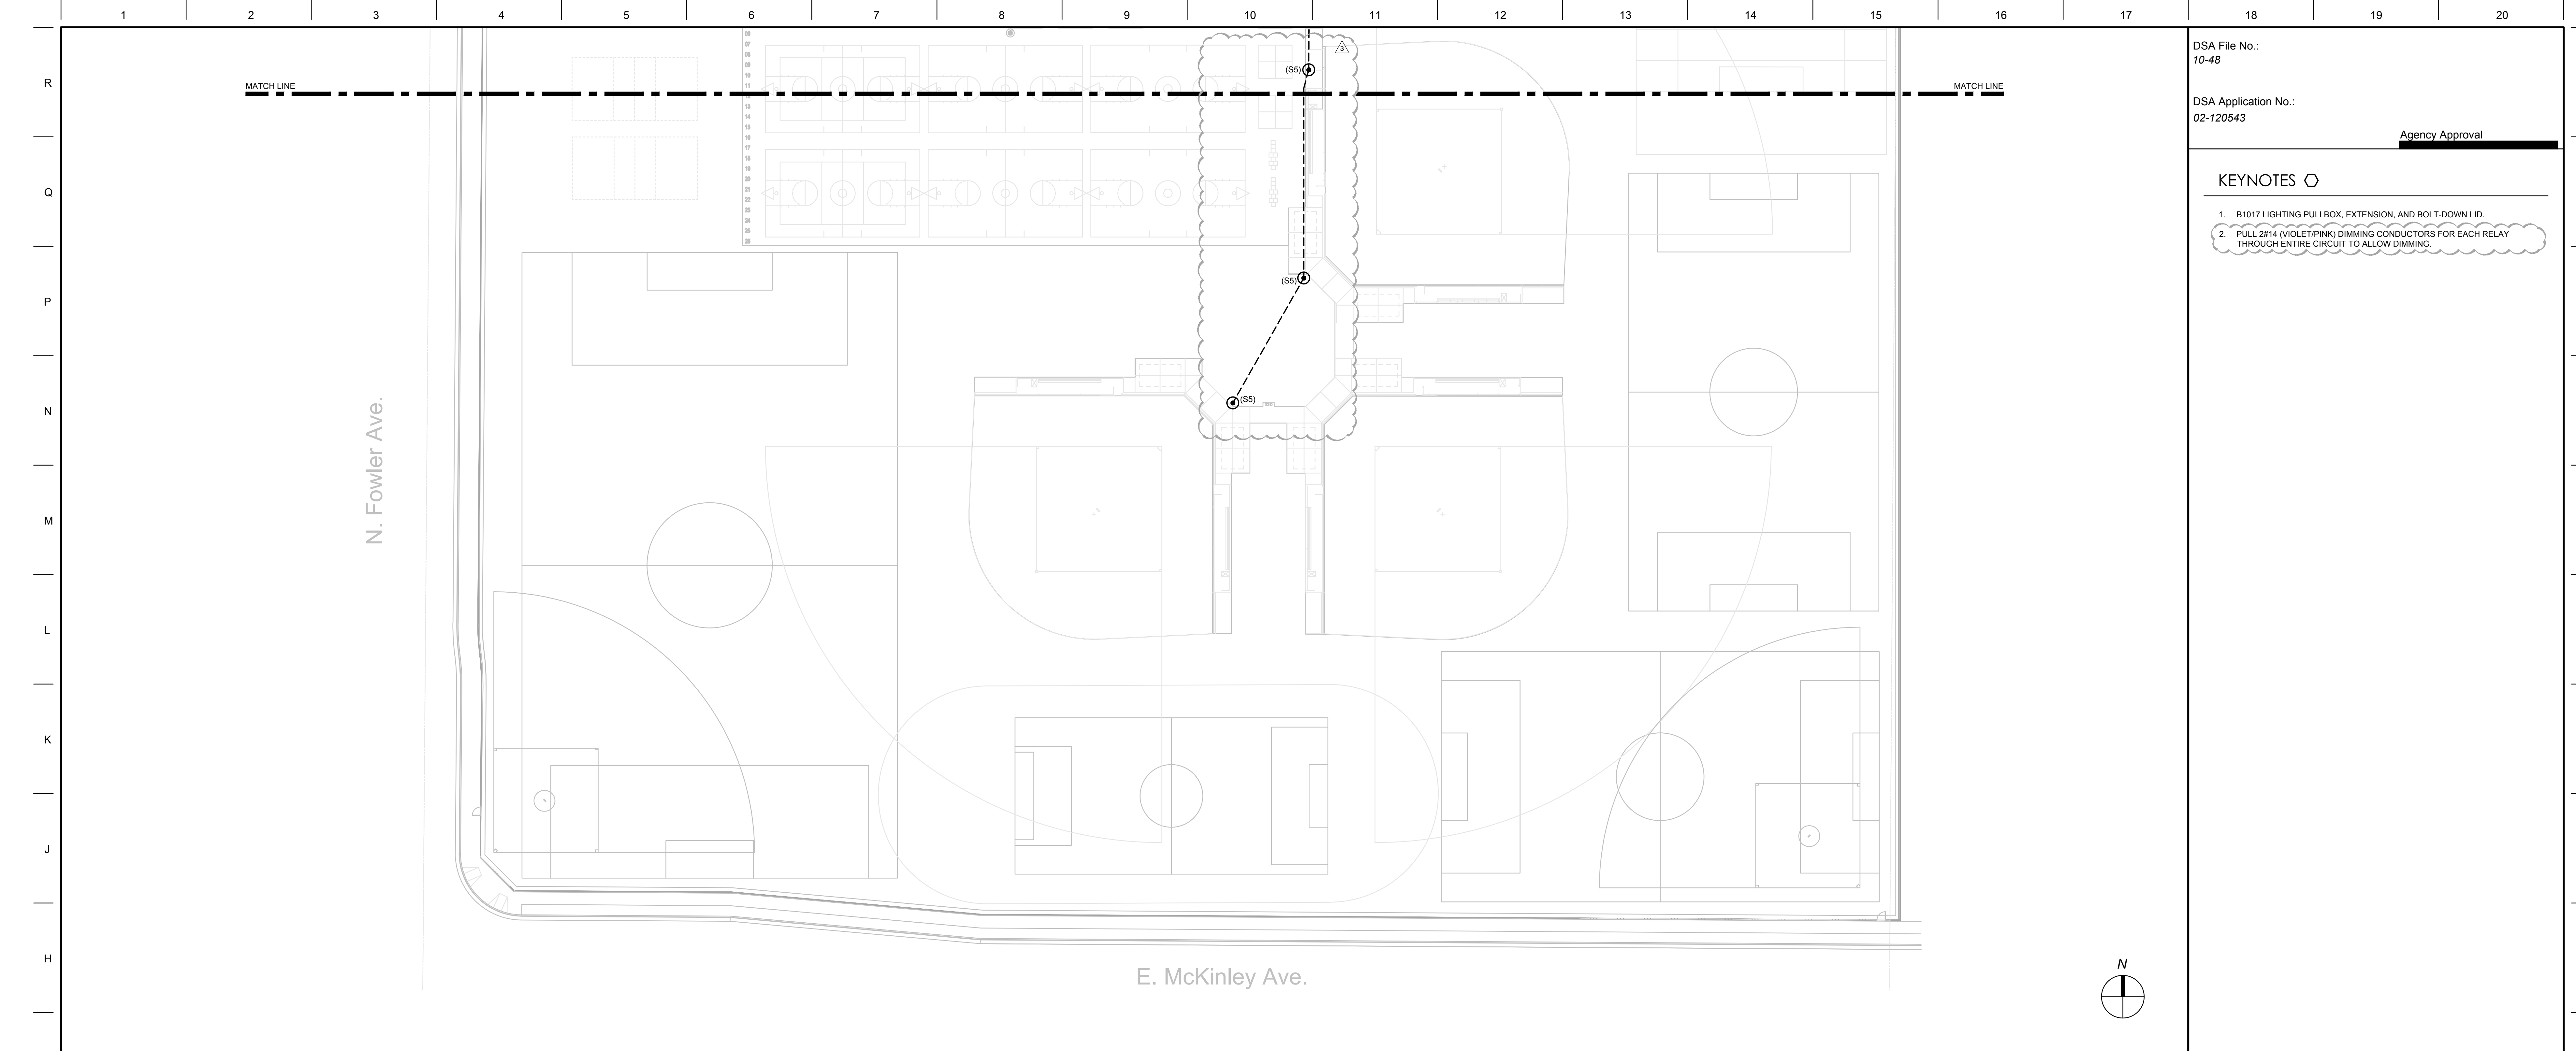 1 2 3 4 5 6 7 8 9 10 11 12 13 14 15 16 17 18 19 20
R
Q
P
N
M
L
K
J
H
MATCH LINE
MATCH LINE
3
(S5)
(S5)
(S5)
N. Fowler Ave.
E. McKinley Ave.
N
DSA File No.:
10-48
DSA Application No.:
02-120543
Agency Approval
KEYNOTES
1. B1017 LIGHTING PULLBOX, EXTENSION, AND BOLT-DOWN LID.
2. PULL 2#14 (VIOLET/PINK) DIMMING CONDUCTORS FOR EACH RELAY
THROUGH ENTIRE CIRCUIT TO ALLOW DIMMING.